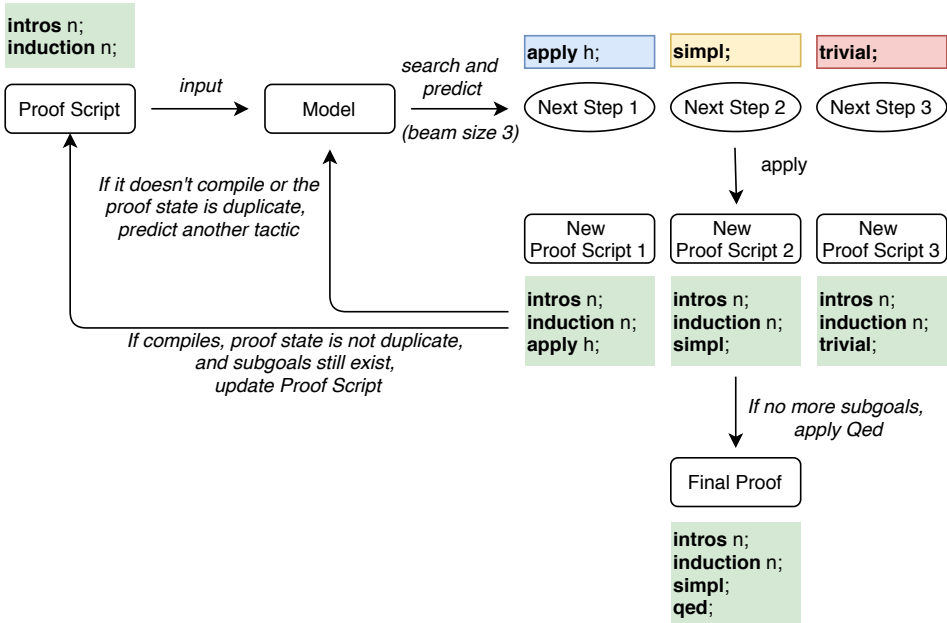 intros n;
induction n;
Proof Script
input
Model
search and
predict
(beam size 3)
apply h;
simpl;
trivial;
Next Step 1
Next Step 2
Next Step 3
apply
If it doesn't compile or the
proof state is duplicate,
predict another tactic
New
Proof Script 1
New
Proof Script 2
New
Proof Script 3
intros n;
induction n;
apply h;
intros n;
induction n;
simpl;
intros n;
induction n;
trivial;
If compiles, proof state is not duplicate,
and subgoals still exist,
update Proof Script
If no more subgoals,
apply Qed
Final Proof
intros n;
induction n;
simpl;
qed;